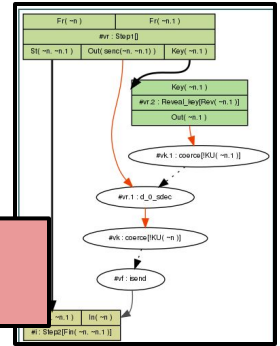 Fr( ~n ) Fr( ~n.1 )
#vr : Step1[]
St( ~n, ~n.1 ) Out( senc(~n, ~n.1) ) Key( ~n.1 )
Key( ~n.1 )
#vr.2 : Reveal_key[Rev( ~n.1 )]
Out( ~n.1 )
#vk.1 : coerce[!KU( ~n.1 )]
#vr.1 : d_0_sdec
#vk : coerce[!KU( ~n )]
#vf : isend
~n.1 ) In( ~n )
#i : Step2[Fin( ~n, ~n.1 )]